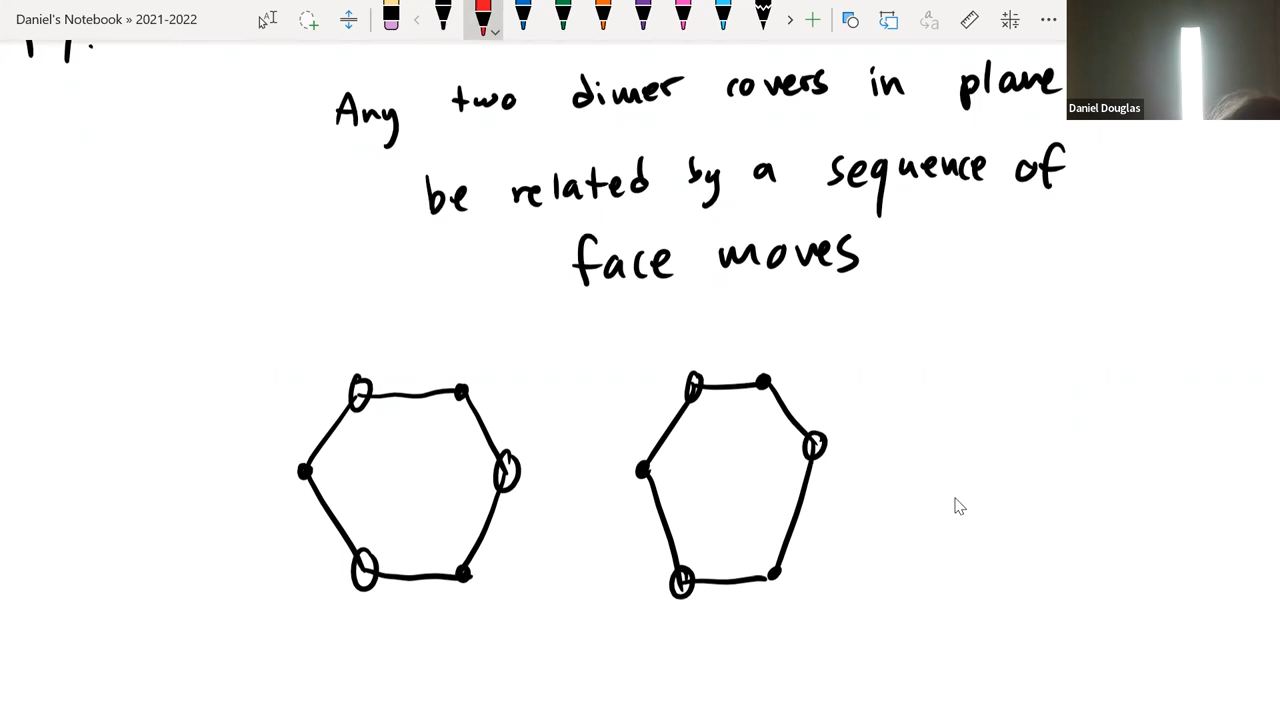 Daniel's Notebook » 2021-2022
Daniel Douglas
Any two dimer covers in plane
be related by a sequence of
face moves